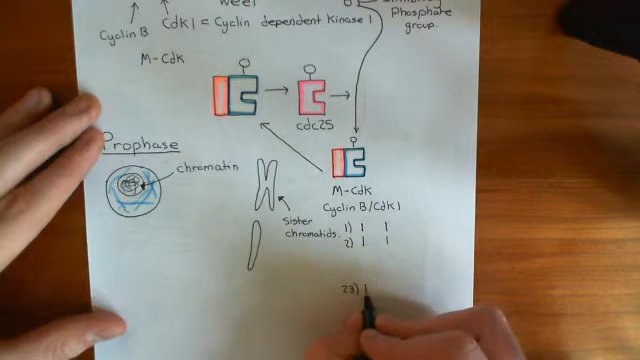 wee1
Cyclin B
Cdk1 = Cyclin dependent kinase 1
Phosphate
group.
M-Cdk
cdc25
Prophase
chromatin
M-Cdk
Cyclin B/Cdk1
Sister
chromatids.
1) 1 1
2) 1 1
23) 1